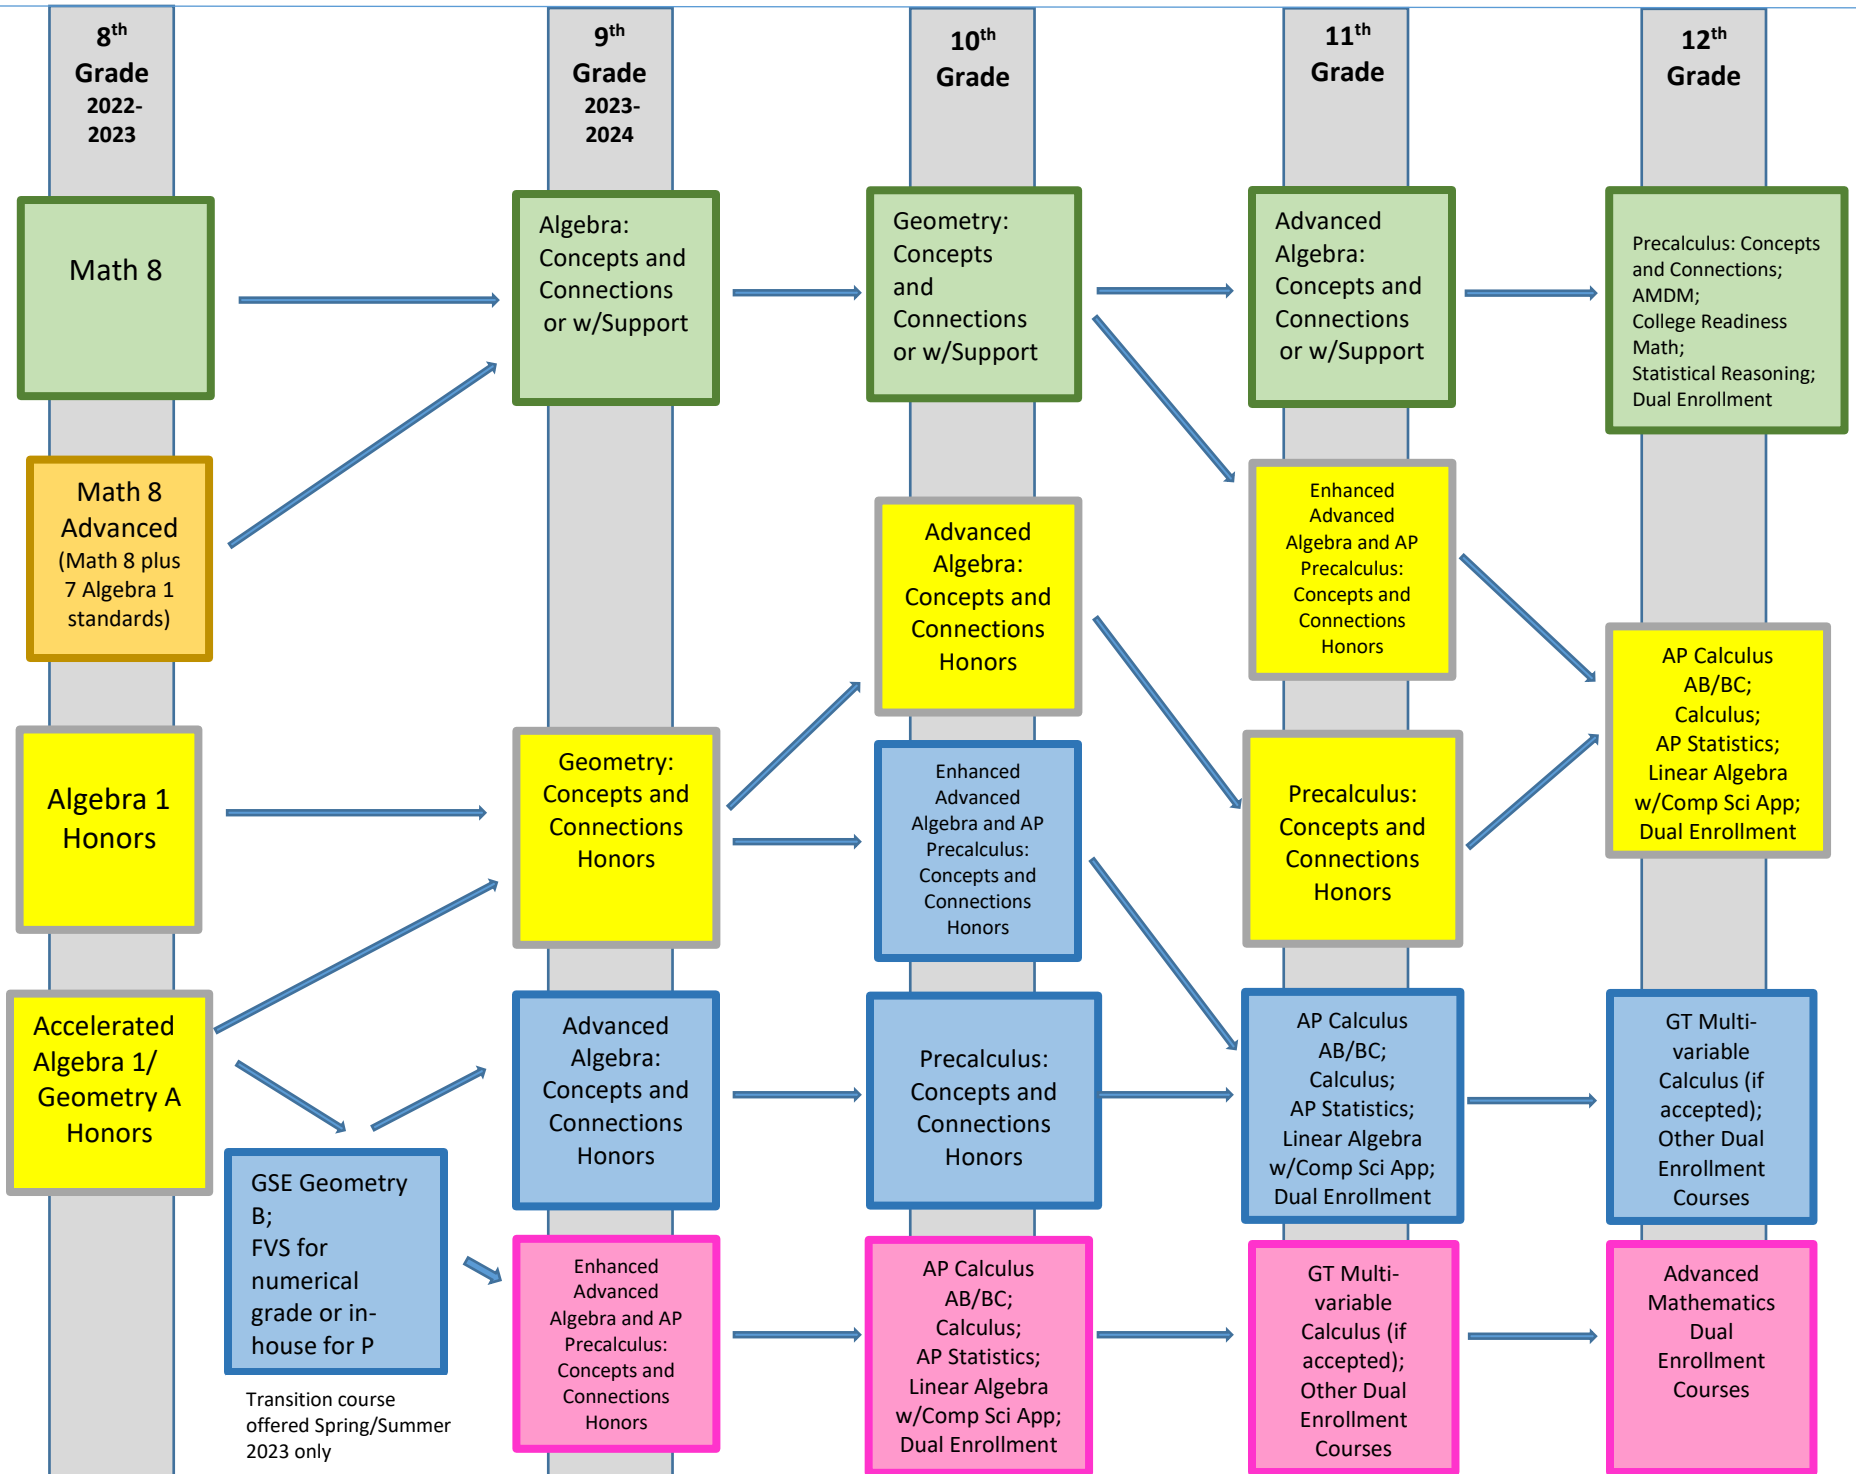 8th
Grade
2022-
2023
9th
Grade
2023-
2024
10th
Grade
11th
Grade
12th
Grade
Math 8
Algebra:
Concepts and
Connections
or w/Support
Geometry:
Concepts
and
Connections
or w/Support
Advanced
Algebra:
Concepts and
Connections
or w/Support
Precalculus: Concepts
and Connections;
AMDM;
College Readiness
Math;
Statistical Reasoning;
Dual Enrollment
Math 8
Advanced
(Math 8 plus
7 Algebra 1
standards)
Advanced
Algebra:
Concepts and
Connections
Honors
Enhanced
Advanced
Algebra and AP
Precalculus:
Concepts and
Connections
Honors
AP Calculus
AB/BC;
Calculus;
AP Statistics;
Linear Algebra
w/Comp Sci App;
Dual Enrollment
Algebra 1
Honors
Geometry:
Concepts and
Connections
Honors
Enhanced
Advanced
Algebra and AP
Precalculus:
Concepts and
Connections
Honors
Precalculus:
Concepts and
Connections
Honors
Accelerated
Algebra 1/
Geometry A
Honors
Advanced
Algebra:
Concepts and
Connections
Honors
Precalculus:
Concepts and
Connections
Honors
AP Calculus
AB/BC;
Calculus;
AP Statistics;
Linear Algebra
w/Comp Sci App;
Dual Enrollment
GT Multi-
variable
Calculus (if
accepted);
Other Dual
Enrollment
Courses
GSE Geometry
B;
FVS for
numerical
grade or in-
house for P
Transition course
offered Spring/Summer
2023 only
Enhanced
Advanced
Algebra and AP
Precalculus:
Concepts and
Connections
Honors
AP Calculus
AB/BC;
Calculus;
AP Statistics;
Linear Algebra
w/Comp Sci App;
Dual Enrollment
GT Multi-
variable
Calculus (if
accepted);
Other Dual
Enrollment
Courses
Advanced
Mathematics
Dual
Enrollment
Courses